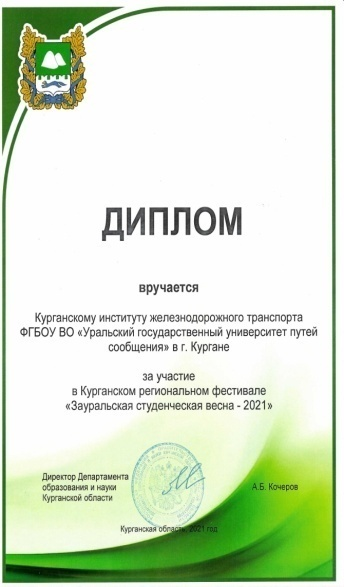 ДИПЛОМ
вручается
Курганскому институту железнодорожного транспорта
ФГБОУ ВО «Уральский государственный университет путей
сообщения» в г. Кургане
за участие
в Курганском региональном фестивале
«Зауральская студенческая весна - 2021»
Директор Департамента
образования и науки
Курганской области
А.Б. Кочеров
Курганская область, 2021 год